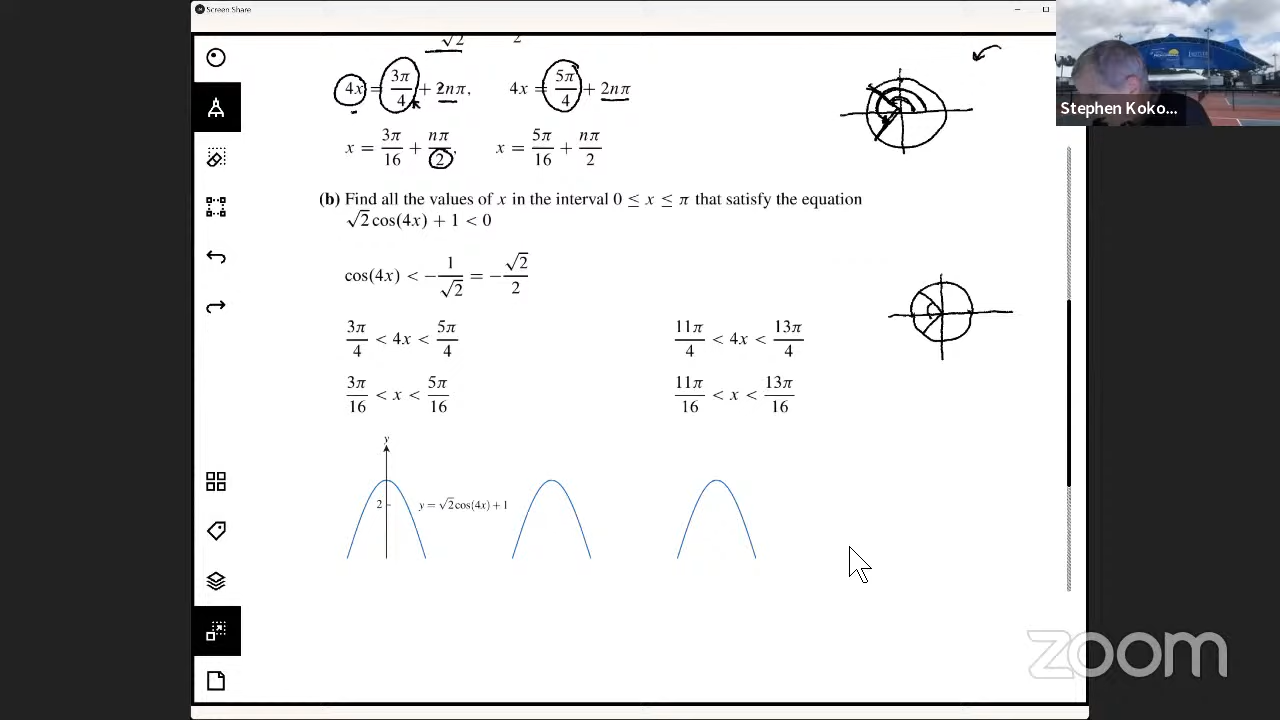 Screen Share
√2 2
4x = 3π/4 + 2nπ, 4x = 5π/4 + 2nπ
x = 3π/16 + nπ/2, x = 5π/16 + nπ/2
(b) Find all the values of x in the interval 0 ≤ x ≤ π that satisfy the equation
√2 cos(4x) + 1 < 0
cos(4x) < −1/√2 = −√2/2
3π/4 < 4x < 5π/4 11π/4 < 4x < 13π/4
3π/16 < x < 5π/16 11π/16 < x < 13π/16
y
2 y = √2 cos(4x) + 1
Stephen Koko...
zoom